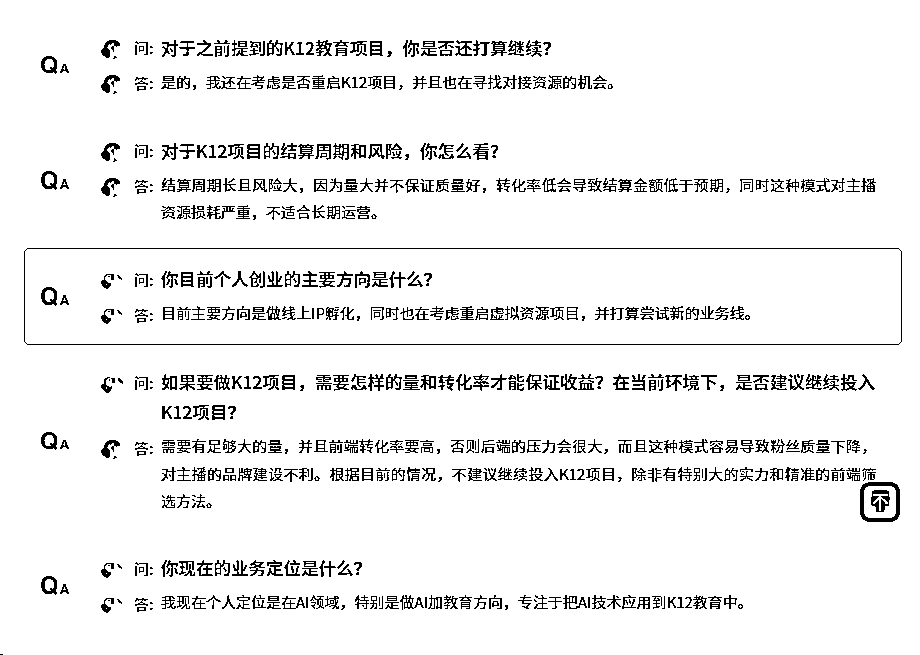 QA
问: 对于之前提到的K12教育项目，你是否还打算继续？
答: 是的，我还在考虑是否重启K12项目，并且也在寻找对接资源的机会。
QA
问: 对于K12项目的结算周期和风险，你怎么看？
答: 结算周期长且风险大，因为量大并不保证质量好，转化率低会导致结算金额低于预期，同时这种模式对主播
资源损耗严重，不适合长期运营。
QA
问: 你目前个人创业的主要方向是什么？
答: 目前主要方向是做线上IP孵化，同时也在考虑重启虚拟资源项目，并打算尝试新的业务线。
QA
问: 如果要做K12项目，需要怎样的量和转化率才能保证收益？在当前环境下，是否建议继续投入
K12项目？
答: 需要有足够大的量，并且前端转化率要高，否则后端的压力会很大，而且这种模式容易导致粉丝质量下降，
对主播的品牌建设不利。根据目前的情况，不建议继续投入K12项目，除非有特别大的实力和精准的前端筛
选方法。
QA
问: 你现在的业务定位是什么？
答: 我现在个人定位是在AI领域，特别是做AI加教育方向，专注于把AI技术应用到K12教育中。